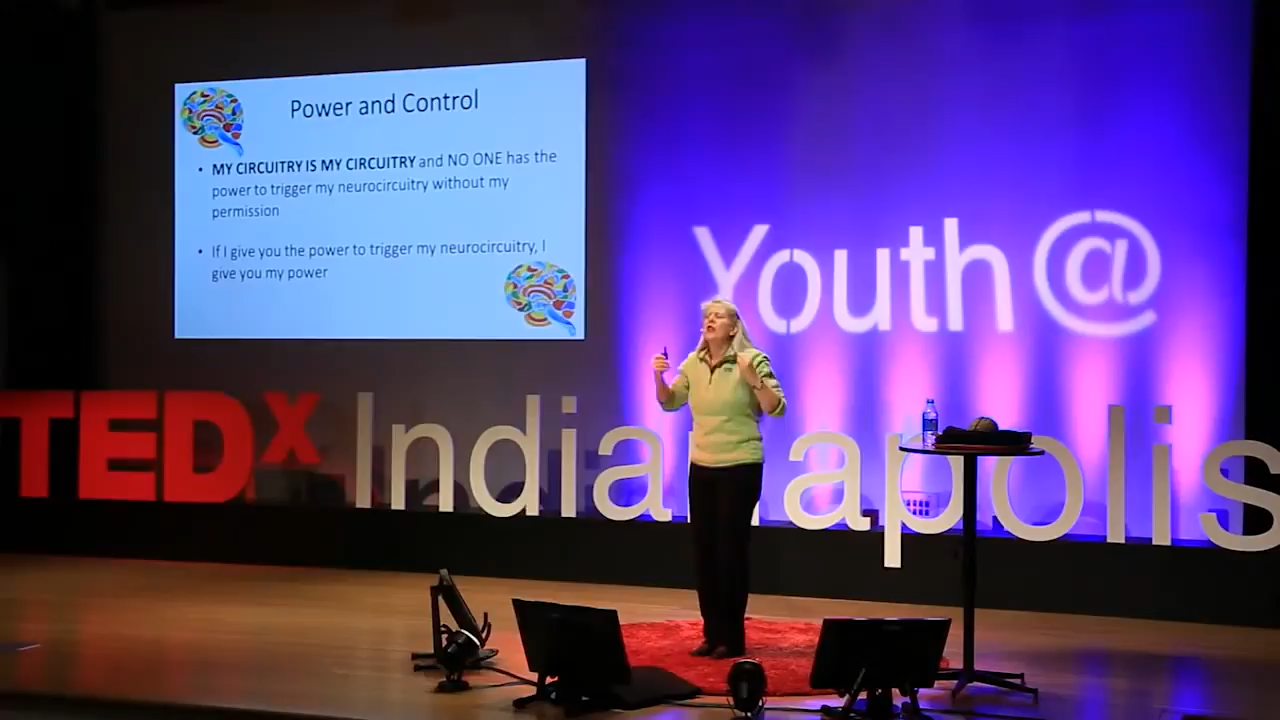 Power and Control
• MY CIRCUITRY IS MY CIRCUITRY and NO ONE has the
power to trigger my neurocircuitry without my
permission
• If I give you the power to trigger my neurocircuitry, I
give you my power
Youth@
TEDx Indianapolis